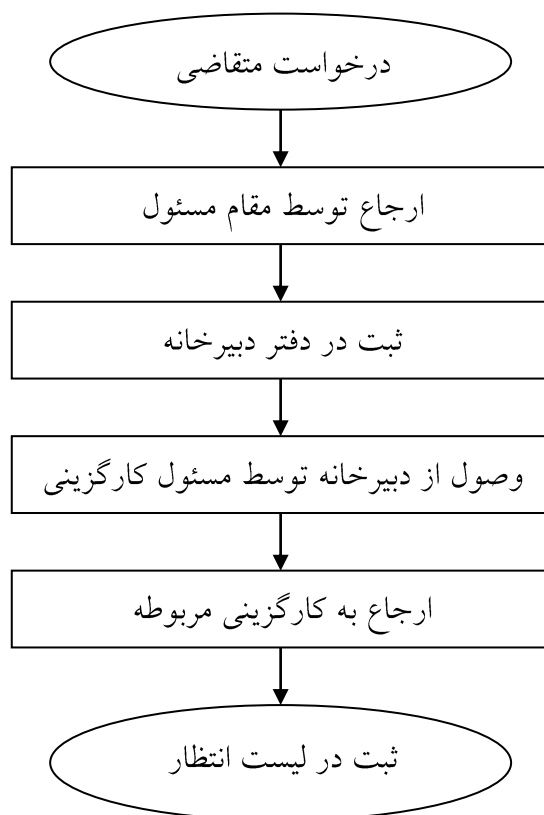 درخواست متقاضی
ارجاع توسط مقام مسئول
ثبت در دفتر دبیرخانه
وصول از دبیرخانه توسط مسئول کارگزینی
ارجاع به کارگزینی مربوطه
ثبت در لیست انتظار